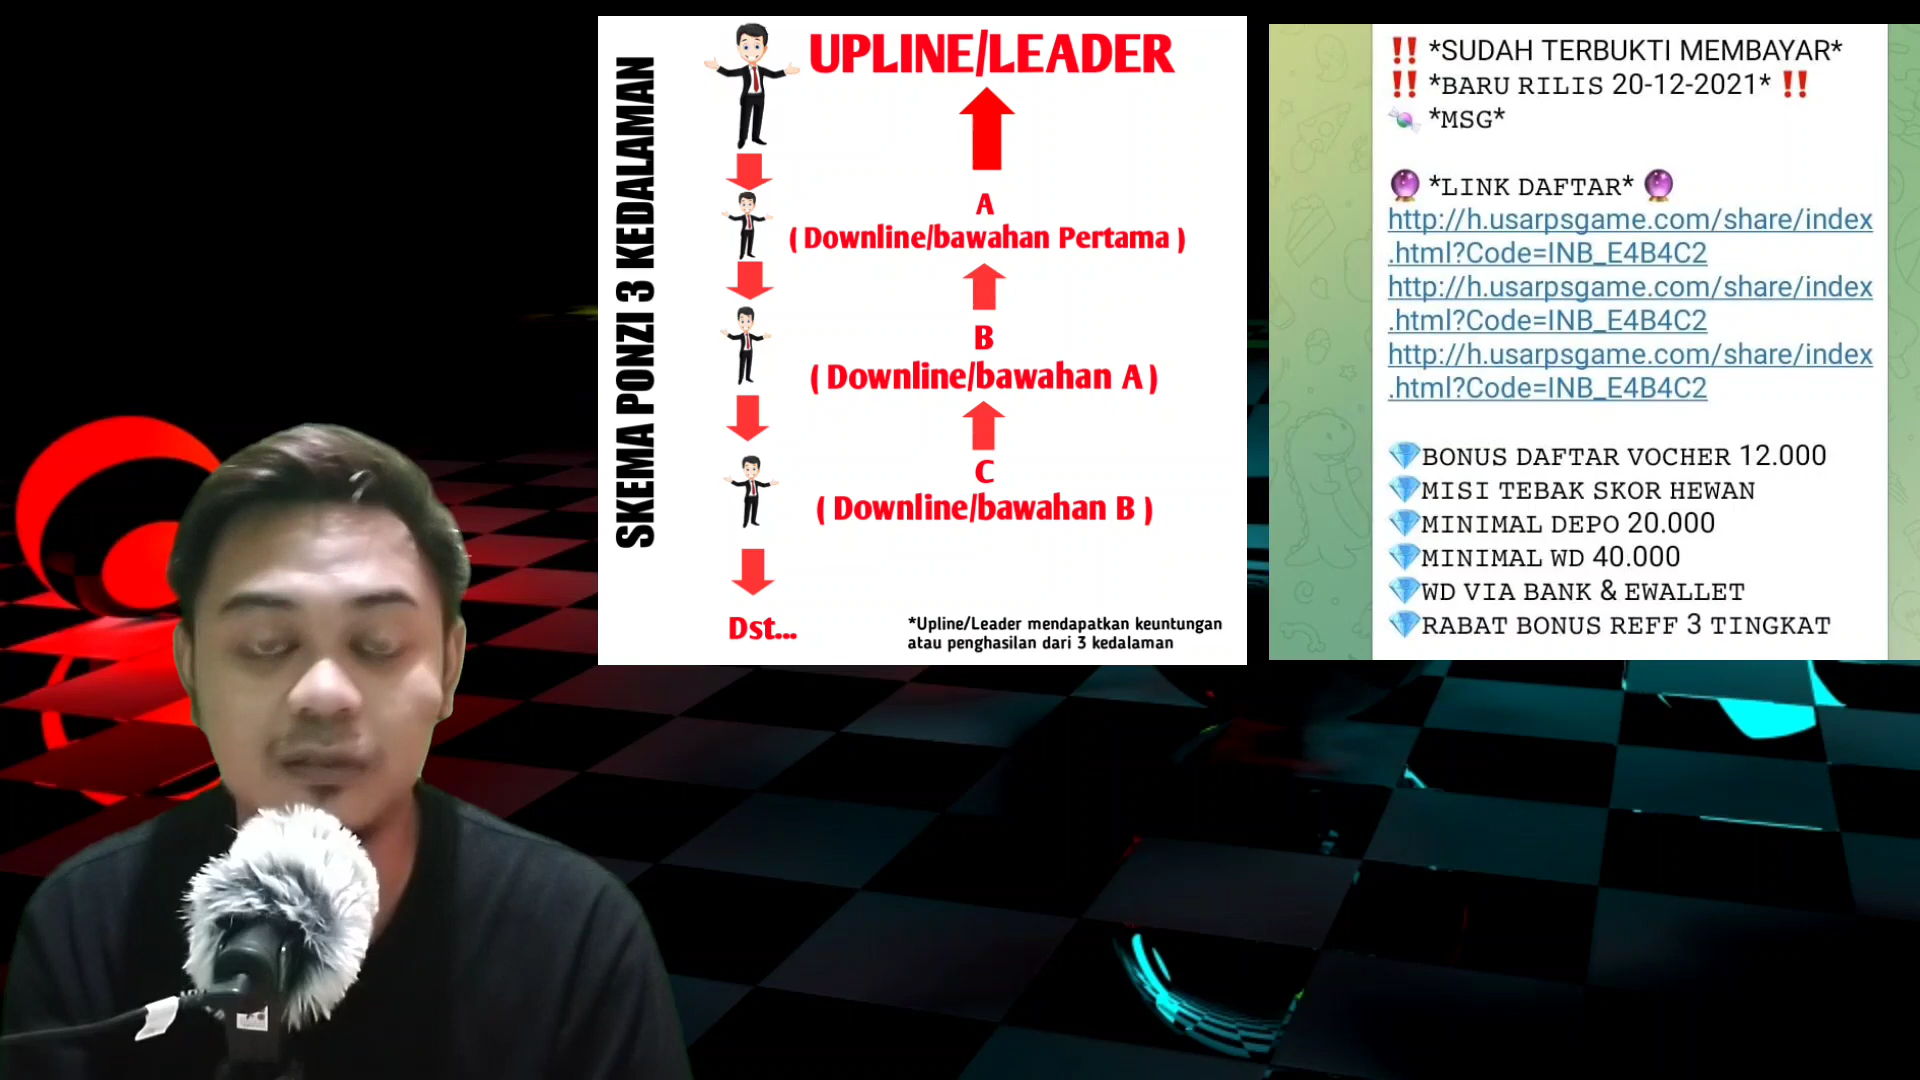 SKEMA PONZI 3 KEDALAMAN
UPLINE/LEADER
A
( Downline/bawahan Pertama )
B
( Downline/bawahan A )
C
( Downline/bawahan B )
Dst...
*Upline/Leader mendapatkan keuntungan
atau penghasilan dari 3 kedalaman
‼️ *SUDAH TERBUKTI MEMBAYAR*
‼️ *BARU RILIS 20-12-2021* ‼️
🍬 *MSG*
🔮 *LINK DAFTAR* 🔮
http://h.usarpsgame.com/share/index
.html?Code=INB_E4B4C2
http://h.usarpsgame.com/share/index
.html?Code=INB_E4B4C2
http://h.usarpsgame.com/share/index
.html?Code=INB_E4B4C2
💎BONUS DAFTAR VOCHER 12.000
💎MISI TEBAK SKOR HEWAN
💎MINIMAL DEPO 20.000
💎MINIMAL WD 40.000
💎WD VIA BANK & EWALLET
💎RABAT BONUS REFF 3 TINGKAT